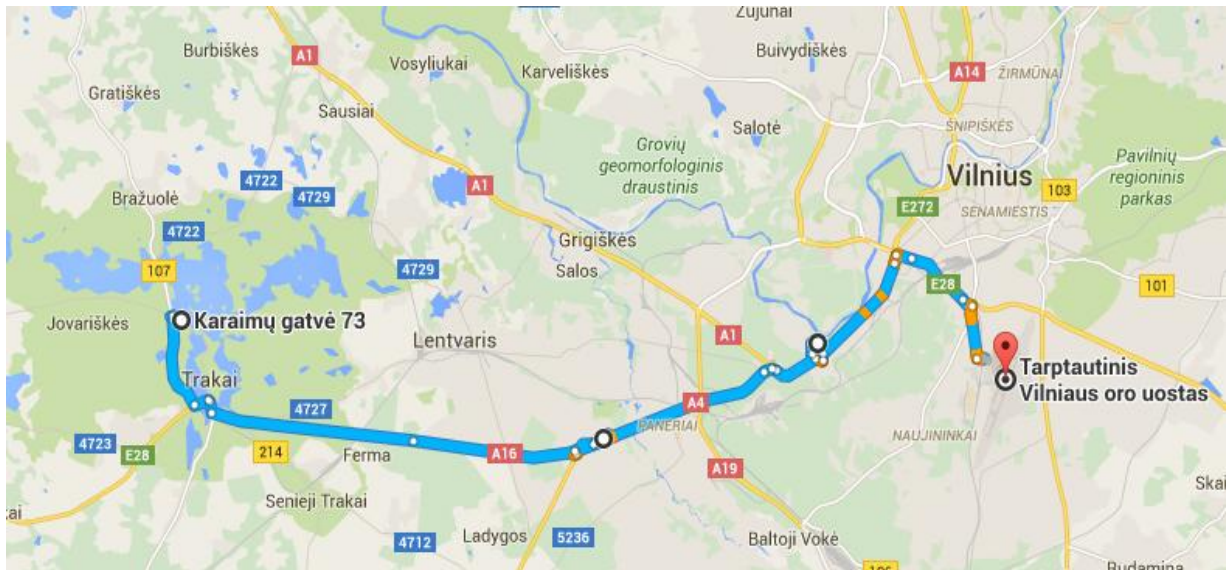 Zujūnai
Burbiškės
A1
Vosyliukai
Karveliškės
Buivydiškės
A14
ŽIRMŪNAI
Gratiškės
Sausiai
Salotė
ŠNIPIŠKĖS
Grovių
geomorfologinis
draustinis
Vilnius
Pavilnių
regioninis
parkas
4722
4729
A1
103
Bražuolė
E272
SENAMIESTIS
4722
Grigiškės
107
4729
Salos
E28
101
Jovariškės
Karaimų gatvė 73
Lentvaris
A1
Trakai
Tarptautinis
Vilniaus oro uostas
4727
A4
PANERIAI
4723
E28
214
Ferma
A16
NAUJININKAI
A19
Senieji Trakai
4712
Ladygos
5236
Baltoji Vokė
Rudamina